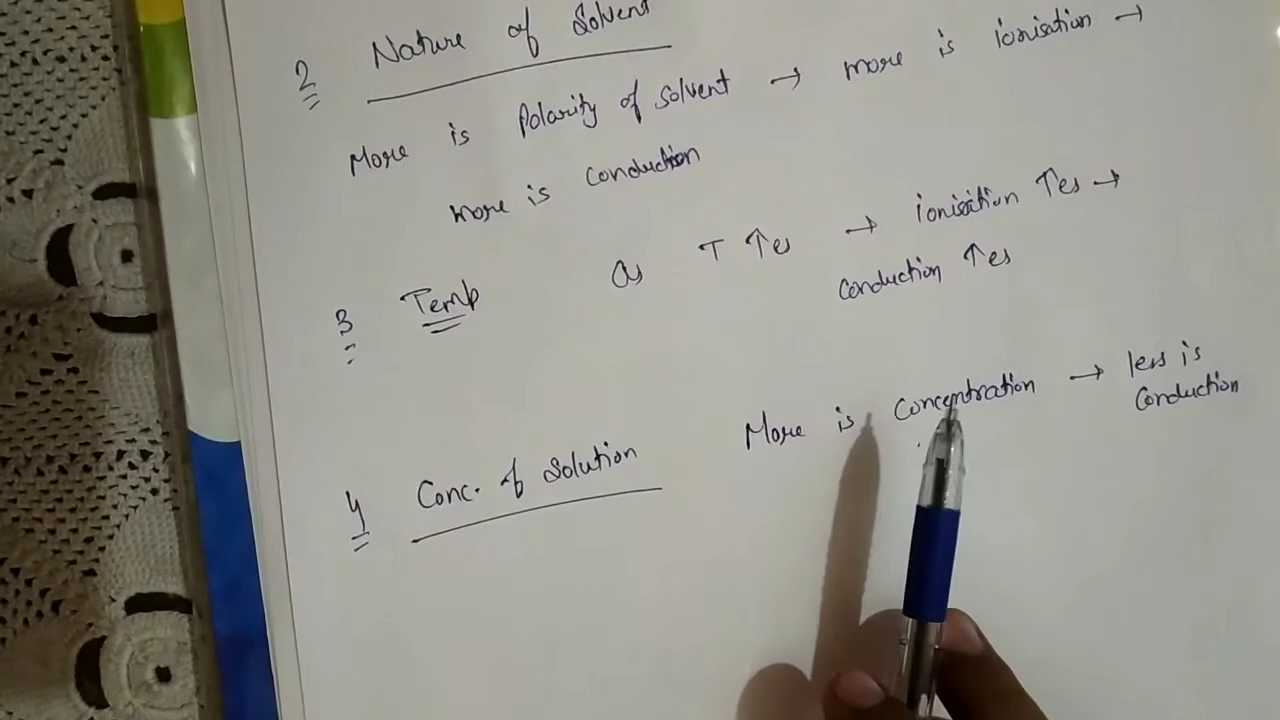 2 Nature of Solvent
More is Polarity of solvent → more is ionisation →
more is conduction
3 Temp as T ↑es → ionisation ↑es →
conduction ↑es
4 Conc. of Solution More is Concentration → less is
Conduction